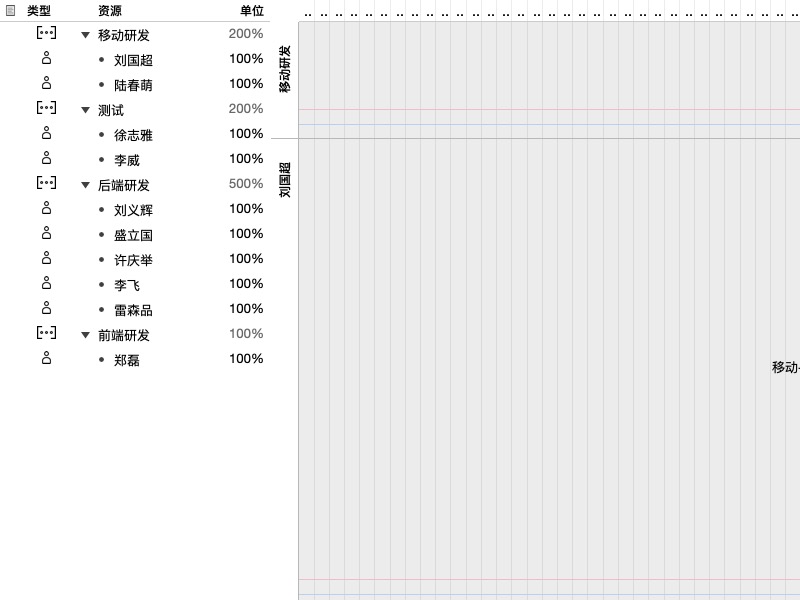 类型 资源 单位
移动研发 200%
刘国超 100%
陆春萌 100%
测试 200%
徐志雅 100%
李威 100%
后端研发 500%
刘义辉 100%
盛立国 100%
许庆举 100%
李飞 100%
雷森品 100%
前端研发 100%
郑磊 100%
移动研发
刘国超
移动-